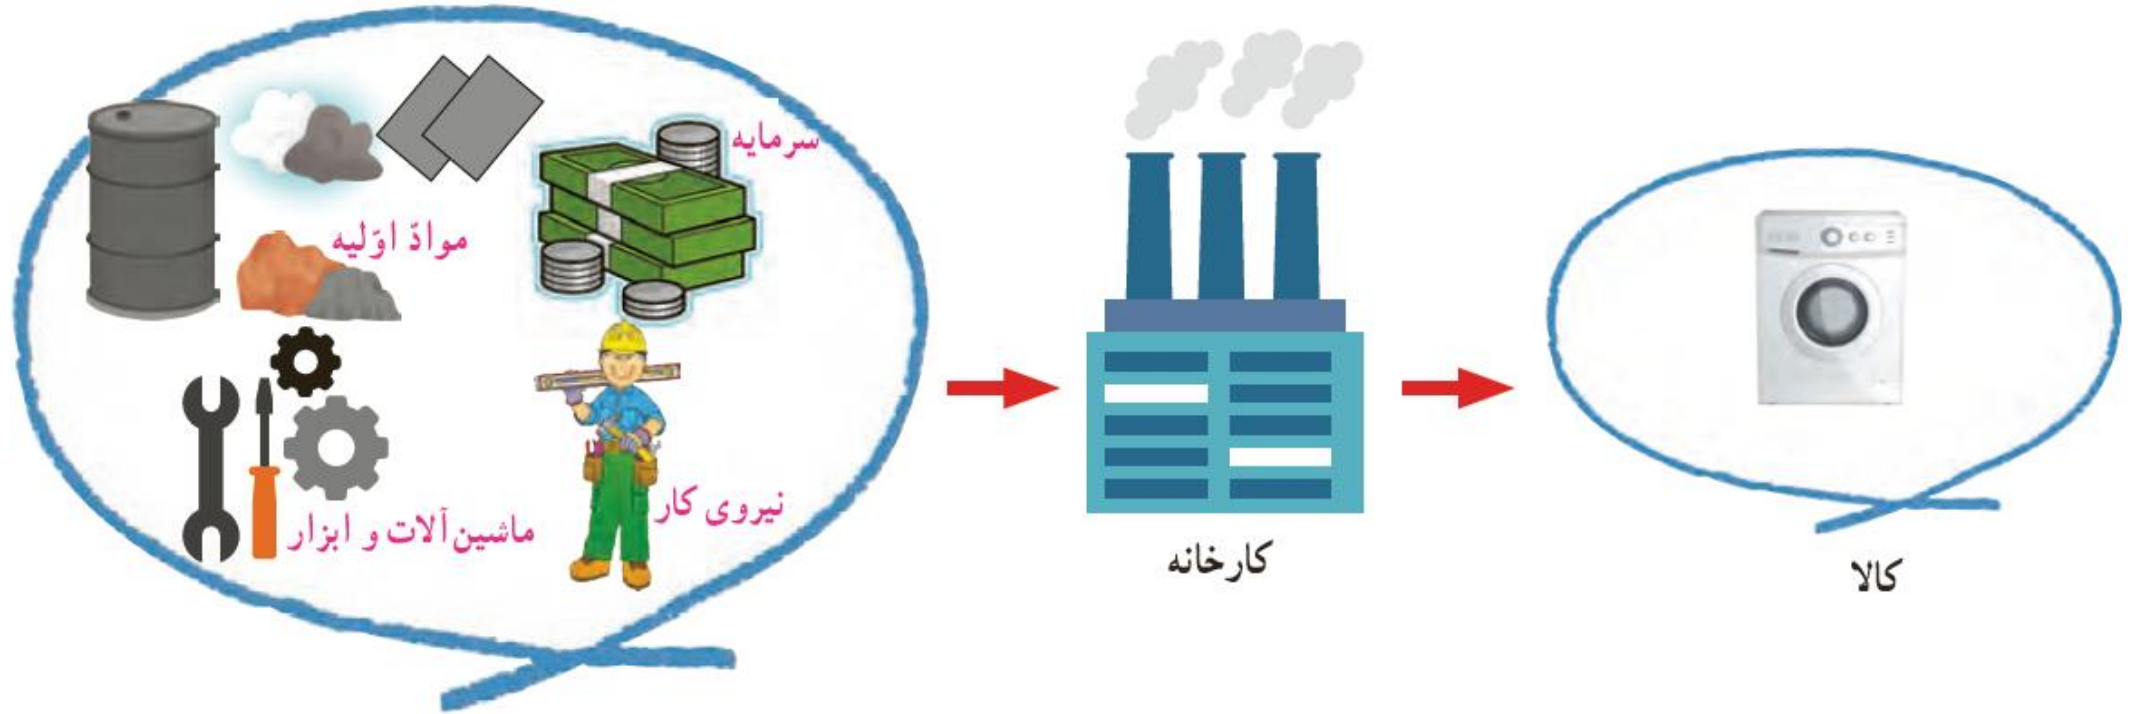 سرمایه
موادّ اوّلیه
نیروی کار
ماشین‌آلات و ابزار
کارخانه
کالا